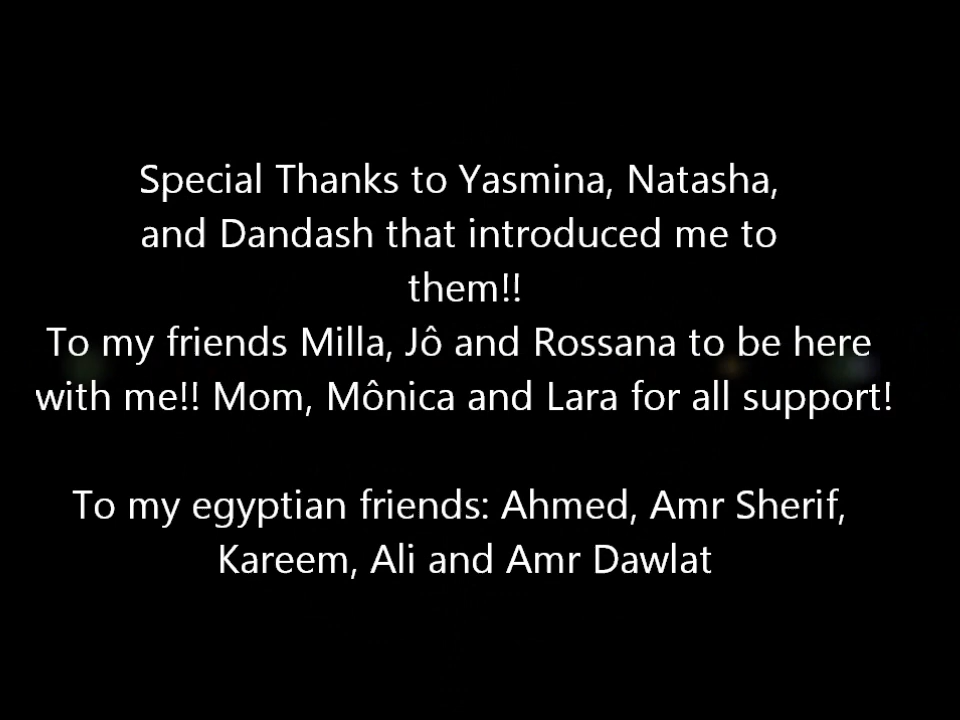 Special Thanks to Yasmina, Natasha,
and Dandash that introduced me to
them!!
To my friends Milla, Jô and Rossana to be here
with me!! Mom, Mônica and Lara for all support!
To my egyptian friends: Ahmed, Amr Sherif,
Kareem, Ali and Amr Dawlat